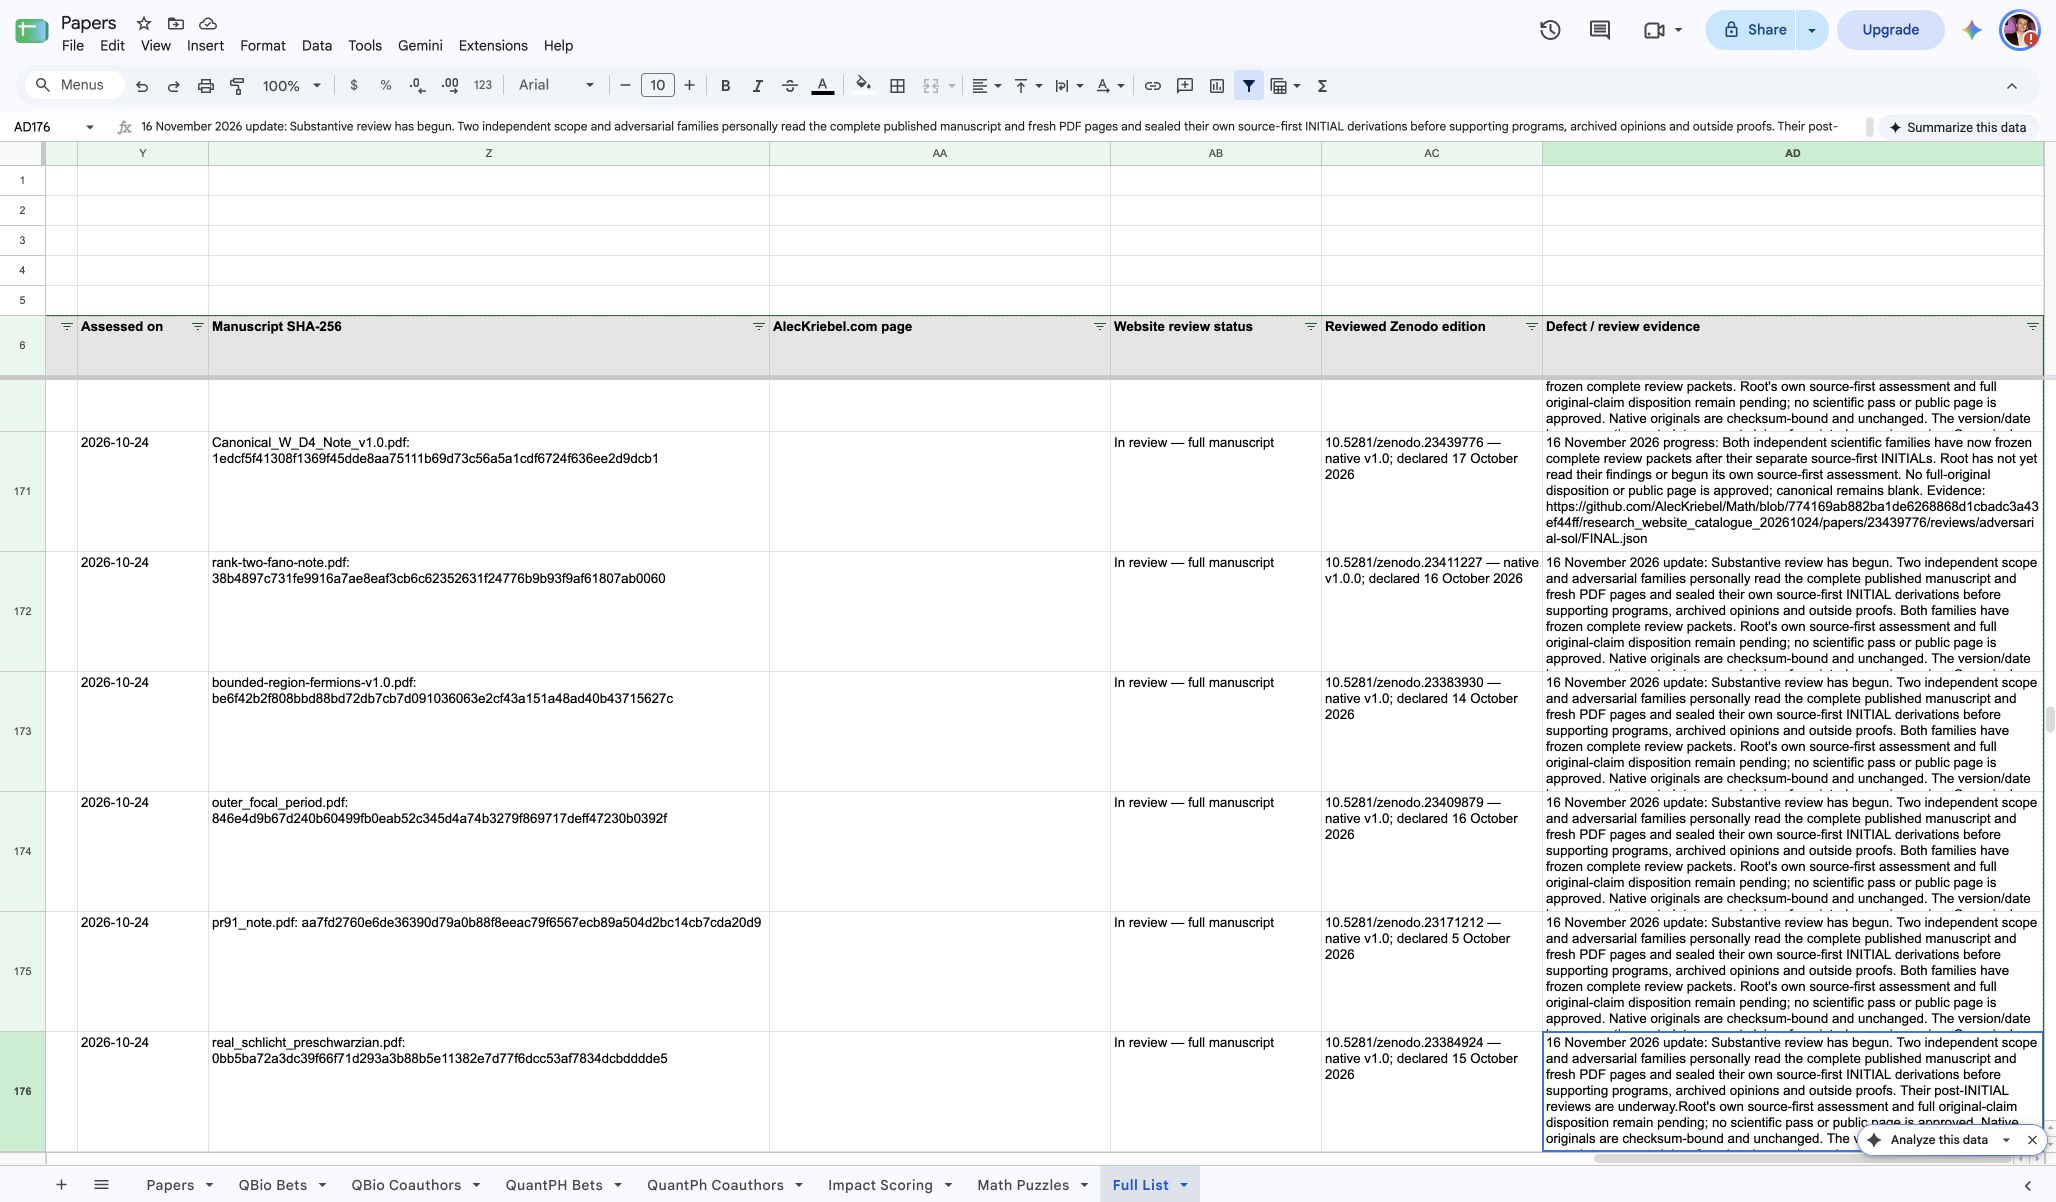 Papers
File Edit View Insert Format Data Tools Gemini Extensions Help
Share
Upgrade
Menus 100% $ % .0 .00 123 Arial 10 B I A Σ
AD176 fx 16 November 2026 update: Substantive review has begun. Two independent scope and adversarial families personally read the complete published manuscript and fresh PDF pages and sealed their own source-first INITIAL derivations before supporting programs, archived opinions and outside proofs. Their post-
Summarize this data
Y Z AA AB AC AD
1
2
3
4
5
6 Assessed on Manuscript SHA-256 AlecKriebel.com page Website review status Reviewed Zenodo edition Defect / review evidence
frozen complete review packets. Root's own source-first assessment and full
original-claim disposition remain pending; no scientific pass or public page is
approved. Native originals are checksum-bound and unchanged. The version/date
171
2026-10-24
Canonical_W_D4_Note_v1.0.pdf:
1edcf5f41308f1369f45dde8aa75111b69d73c56a5a1cdf6724f636ee2d9dcb1
In review — full manuscript
10.5281/zenodo.23439776 —
native v1.0; declared 17 October
2026
16 November 2026 progress: Both independent scientific families have now frozen
complete review packets after their separate source-first INITIALs. Root has not yet
read their findings or begun its own source-first assessment. No full-original
disposition or public page is approved; canonical remains blank. Evidence:
https://github.com/AlecKriebel/Math/blob/774169ab882ba1de6268868d1cbadc3a43
ef44ff/research_website_catalogue_20261024/papers/23439776/reviews/adversari
al-sol/FINAL.json
172
2026-10-24
rank-two-fano-note.pdf:
38b4897c731fe9916a7ae8eaf3cb6c62352631f24776b9b93f9af61807ab0060
In review — full manuscript
10.5281/zenodo.23411227 — native
v1.0.0; declared 16 October 2026
16 November 2026 update: Substantive review has begun. Two independent scope
and adversarial families personally read the complete published manuscript and
fresh PDF pages and sealed their own source-first INITIAL derivations before
supporting programs, archived opinions and outside proofs. Both families have
frozen complete review packets. Root's own source-first assessment and full
original-claim disposition remain pending; no scientific pass or public page is
approved. Native originals are checksum-bound and unchanged. The version/date
173
2026-10-24
bounded-region-fermions-v1.0.pdf:
be6f42b2f808bbd88bd72db7cb7d091036063e2cf43a151a48ad40b43715627c
In review — full manuscript
10.5281/zenodo.23383930 —
native v1.0; declared 14 October
2026
16 November 2026 update: Substantive review has begun. Two independent scope
and adversarial families personally read the complete published manuscript and
fresh PDF pages and sealed their own source-first INITIAL derivations before
supporting programs, archived opinions and outside proofs. Both families have
frozen complete review packets. Root's own source-first assessment and full
original-claim disposition remain pending; no scientific pass or public page is
approved. Native originals are checksum-bound and unchanged. The version/date
174
2026-10-24
outer_focal_period.pdf:
846e4d9b67d240b60499fb0eab52c345d4a74b3279f869717deff47230b0392f
In review — full manuscript
10.5281/zenodo.23409879 —
native v1.0; declared 16 October
2026
16 November 2026 update: Substantive review has begun. Two independent scope
and adversarial families personally read the complete published manuscript and
fresh PDF pages and sealed their own source-first INITIAL derivations before
supporting programs, archived opinions and outside proofs. Both families have
frozen complete review packets. Root's own source-first assessment and full
original-claim disposition remain pending; no scientific pass or public page is
approved. Native originals are checksum-bound and unchanged. The version/date
175
2026-10-24
pr91_note.pdf: aa7fd2760e6de36390d79a0b88f8eeac79f6567ecb89a504d2bc14cb7cda20d9
In review — full manuscript
10.5281/zenodo.23171212 —
native v1.0; declared 5 October
2026
16 November 2026 update: Substantive review has begun. Two independent scope
and adversarial families personally read the complete published manuscript and
fresh PDF pages and sealed their own source-first INITIAL derivations before
supporting programs, archived opinions and outside proofs. Both families have
frozen complete review packets. Root's own source-first assessment and full
original-claim disposition remain pending; no scientific pass or public page is
approved. Native originals are checksum-bound and unchanged. The version/date
176
2026-10-24
real_schlicht_preschwarzian.pdf:
0bb5ba72a3dc39f66f71d293a3b88b5e11382e7d77f6dcc53af7834dcbdddde5
In review — full manuscript
10.5281/zenodo.23384924 —
native v1.0; declared 15 October
2026
16 November 2026 update: Substantive review has begun. Two independent scope
and adversarial families personally read the complete published manuscript and
fresh PDF pages and sealed their own source-first INITIAL derivations before
supporting programs, archived opinions and outside proofs. Their post-INITIAL
reviews are underway.Root's own source-first assessment and full original-claim
disposition remain pending; no scientific pass or public page is approved. Native
originals are checksum-bound and unchanged. The
Analyze this data
Papers QBio Bets QBio Coauthors QuantPH Bets QuantPh Coauthors Impact Scoring Math Puzzles Full List